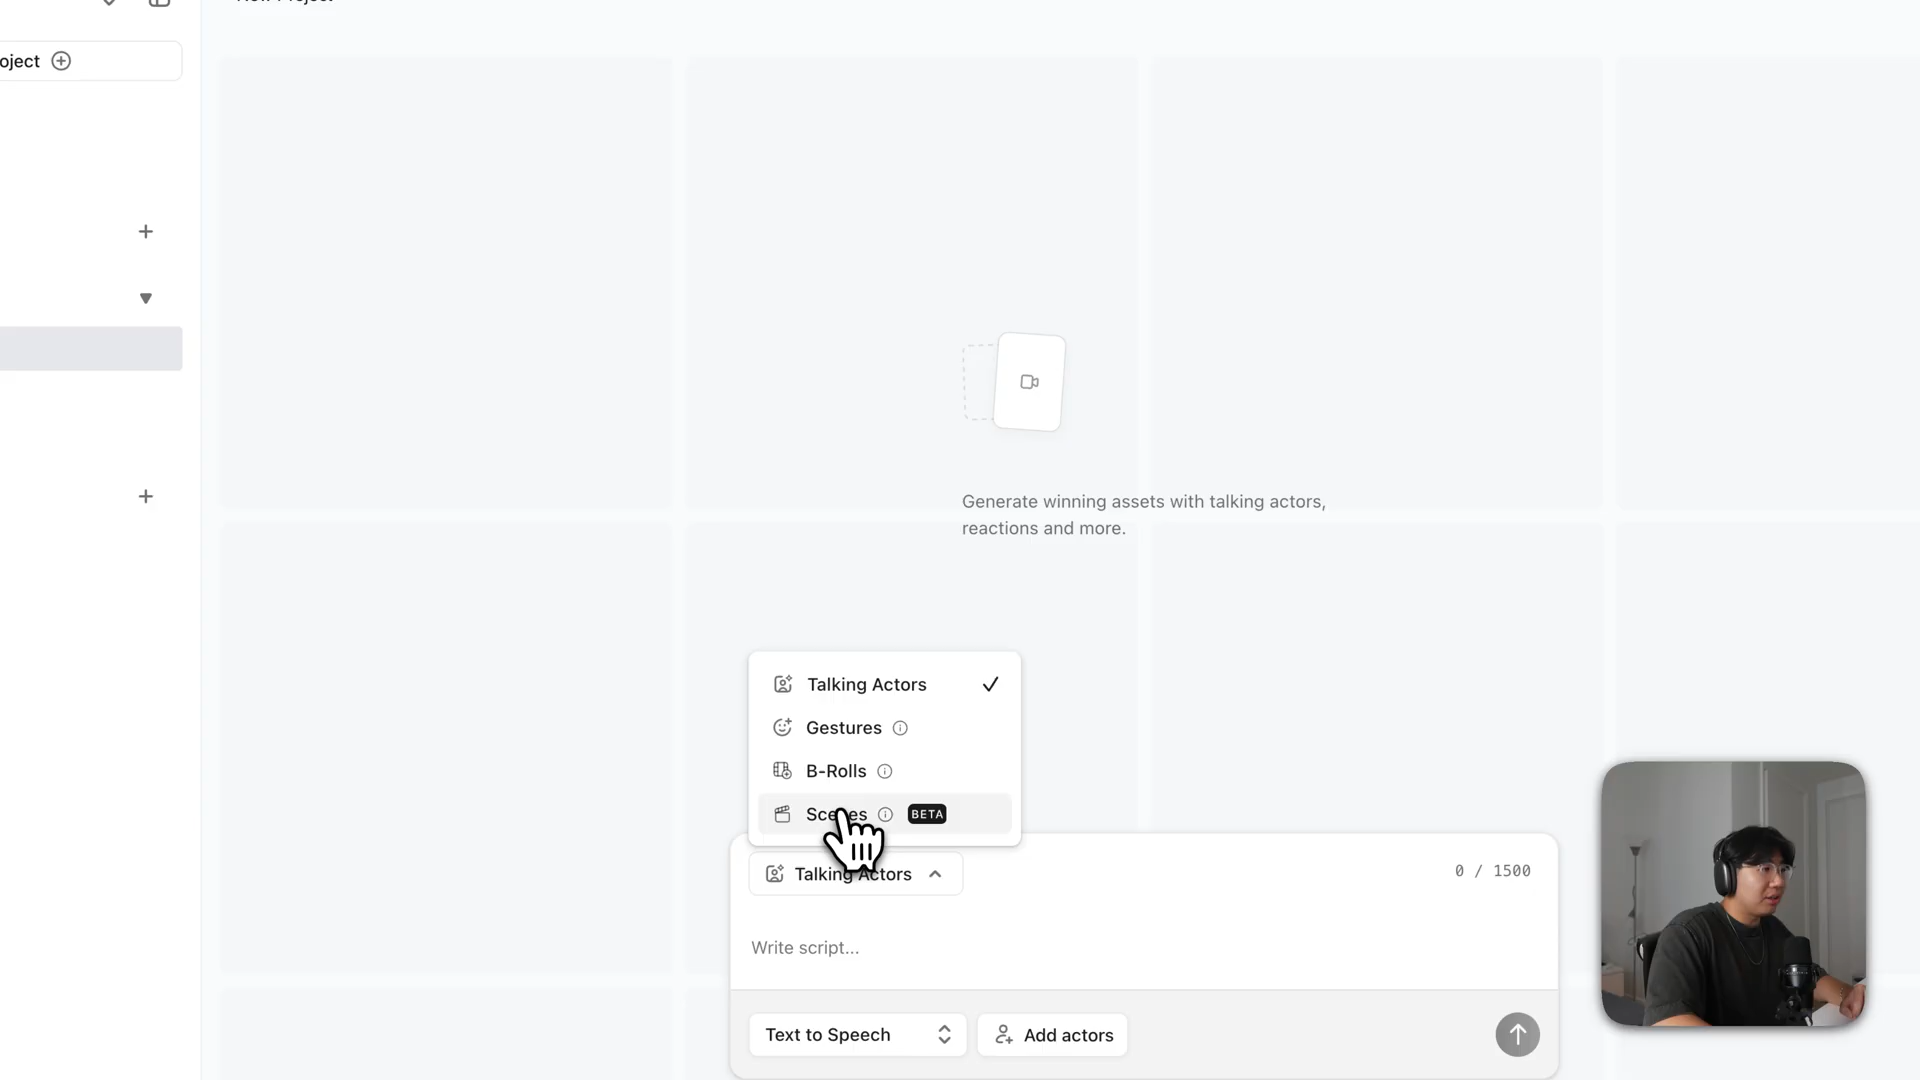 oject
Generate winning assets with talking actors,
reactions and more.
Talking Actors
Gestures
B-Rolls
Scenes BETA
Talking Actors
0 / 1500
Write script...
Text to Speech
Add actors